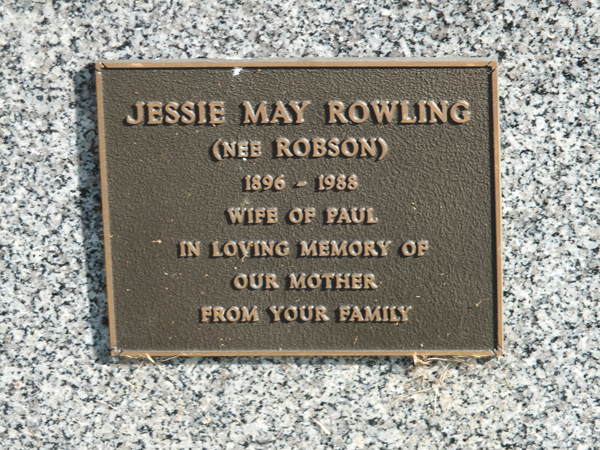 JESSIE MAY ROWLING
(NEE ROBSON)
1896 - 1988
WIFE OF PAUL
IN LOVING MEMORY OF
OUR MOTHER
FROM YOUR FAMILY